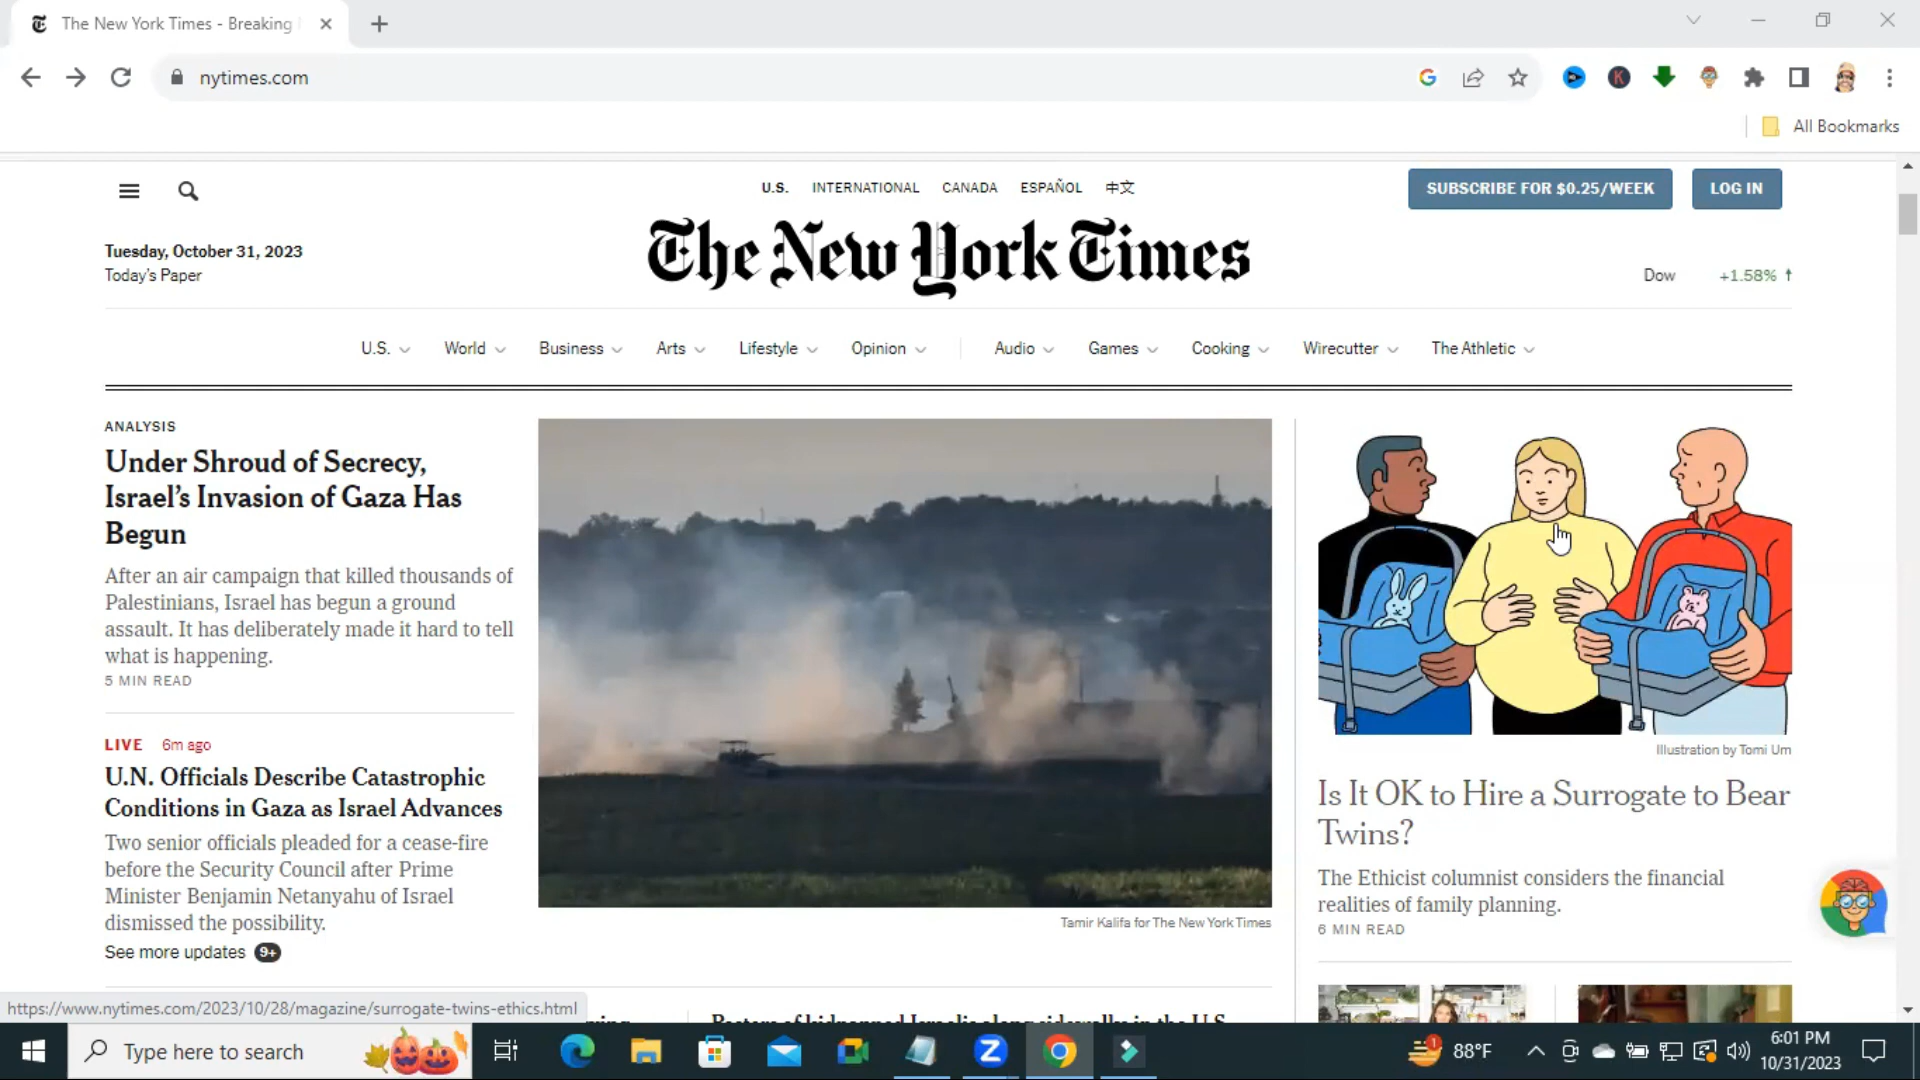 The New York Times - Breaking
nytimes.com
All Bookmarks
U.S. INTERNATIONAL CANADA ESPAÑOL 中文
SUBSCRIBE FOR $0.25/WEEK
LOG IN
The New York Times
Tuesday, October 31, 2023
Today's Paper
Dow +1.58% ↑
U.S. World Business Arts Lifestyle Opinion Audio Games Cooking Wirecutter The Athletic
ANALYSIS
Under Shroud of Secrecy,
Israel's Invasion of Gaza Has
Begun
After an air campaign that killed thousands of
Palestinians, Israel has begun a ground
assault. It has deliberately made it hard to tell
what is happening.
5 MIN READ
LIVE 6m ago
U.N. Officials Describe Catastrophic
Conditions in Gaza as Israel Advances
Two senior officials pleaded for a cease-fire
before the Security Council after Prime
Minister Benjamin Netanyahu of Israel
dismissed the possibility.
See more updates 9+
Tamir Kalifa for The New York Times
Illustration by Tomi Um
Is It OK to Hire a Surrogate to Bear
Twins?
The Ethicist columnist considers the financial
realities of family planning.
6 MIN READ
https://www.nytimes.com/2023/10/28/magazine/surrogate-twins-ethics.html
Type here to search
1
88°F
6:01 PM
10/31/2023